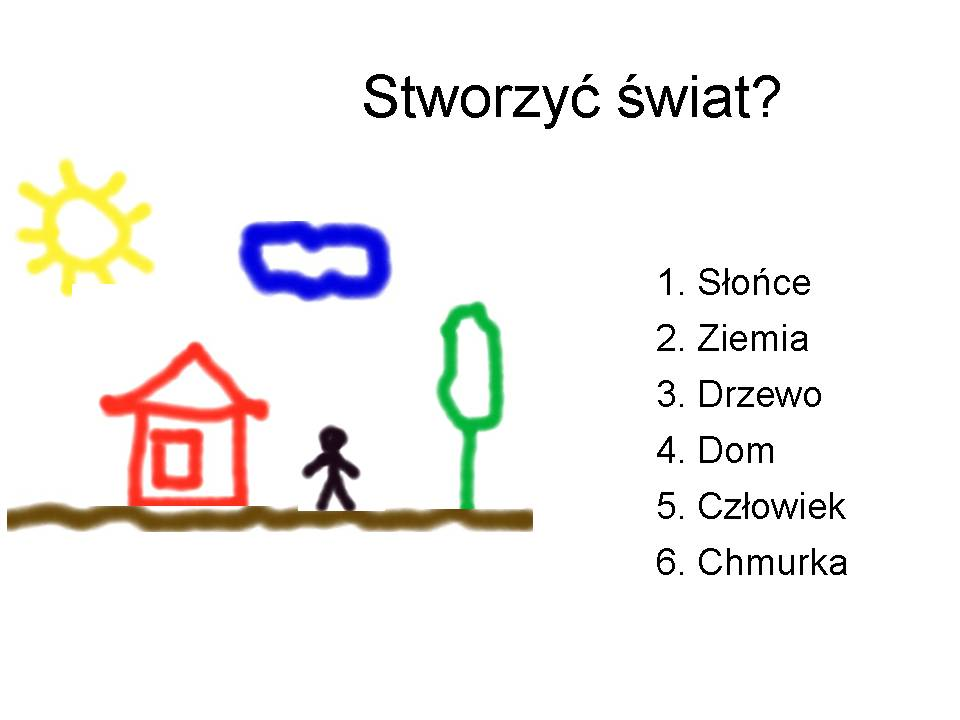 Stworzyć świat?
1. Słońce
2. Ziemia
3. Drzewo
4. Dom
5. Człowiek
6. Chmurka